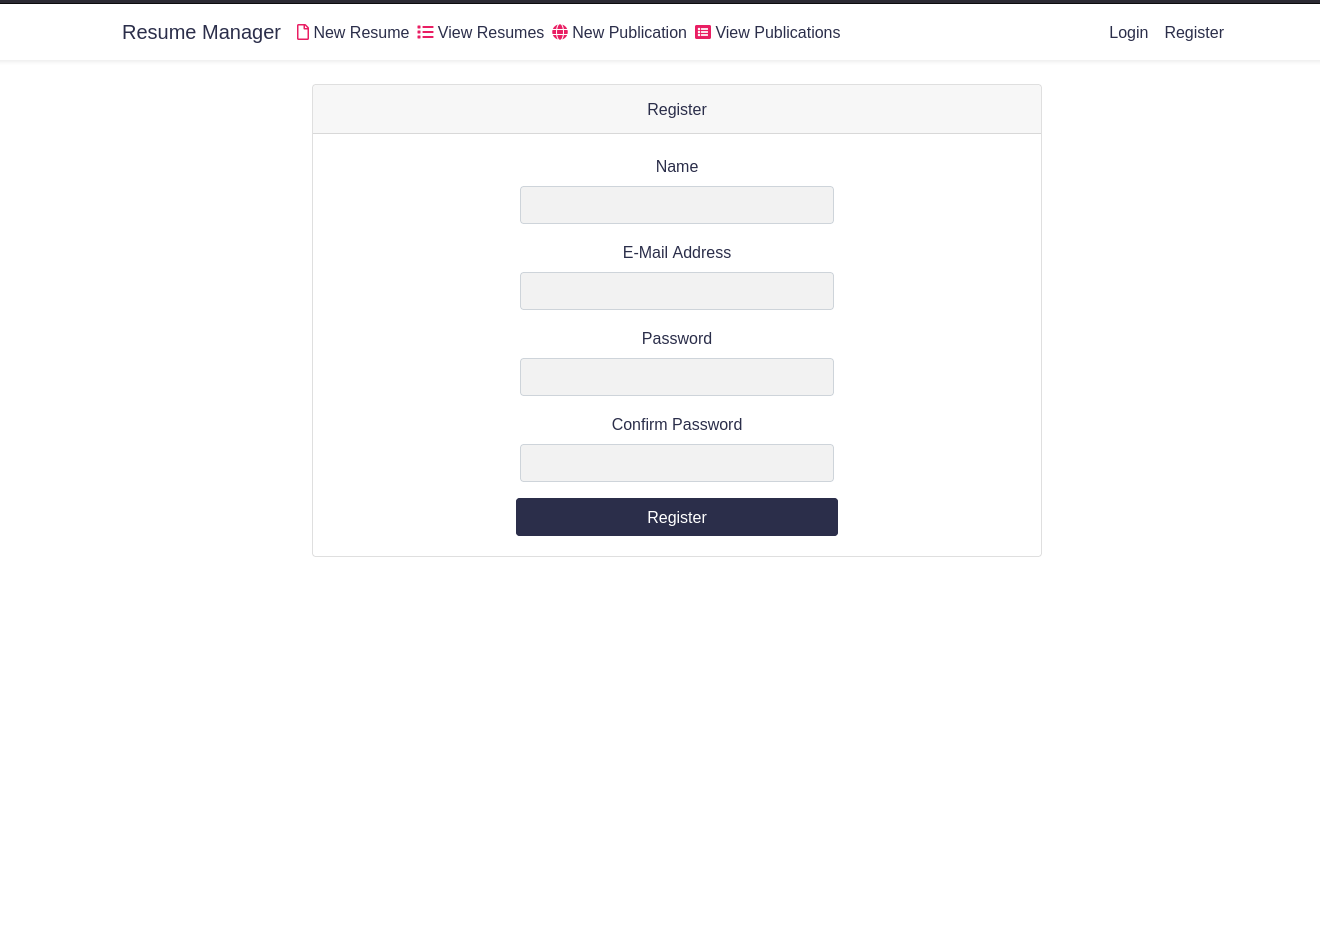 Resume Manager New Resume View Resumes New Publication View Publications Login Register
Register
Name
E-Mail Address
Password
Confirm Password
Register